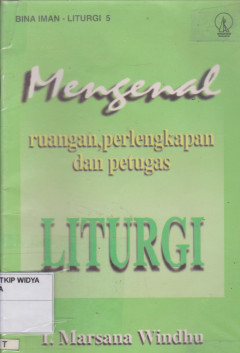 BINA IMAN - LITURGI 5
Mengenal
ruangan,perlengkapan
dan petugas
LITURGI
TKIP WIDYA
A
T
I. Marsana Windhu